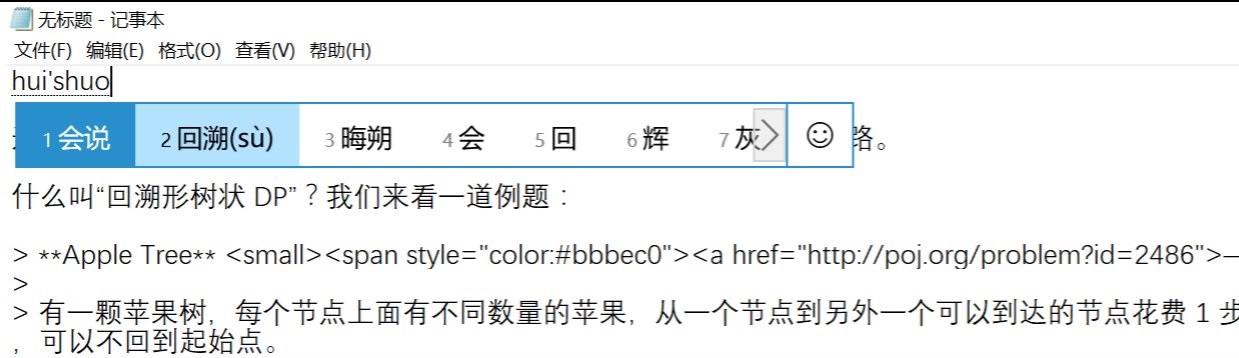 无标题 - 记事本
文件(F) 编辑(E) 格式(O) 查看(V) 帮助(H)
hui'shuo
1 会说 2 回溯(sù) 3 晦朔 4 会 5 回 6 辉 7 灰 路。
什么叫“回溯形树状 DP”？我们来看一道例题：
> **Apple Tree** <small><span style="color:#bbbec0"><a href="http://poj.org/problem?id=2486">—
>
> 有一颗苹果树，每个节点上面有不同数量的苹果，从一个节点到另外一个可以到达的节点花费 1 步
，可以不回到起始点。